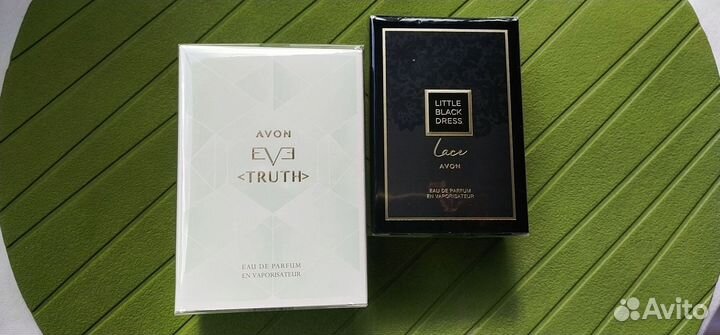 AVON
EVE
<TRUTH>
EAU DE PARFUM
EN VAPORISATEUR
LITTLE
BLACK
DRESS
Lace
AVON
EAU DE PARFUM
EN VAPORISATEUR
Avito